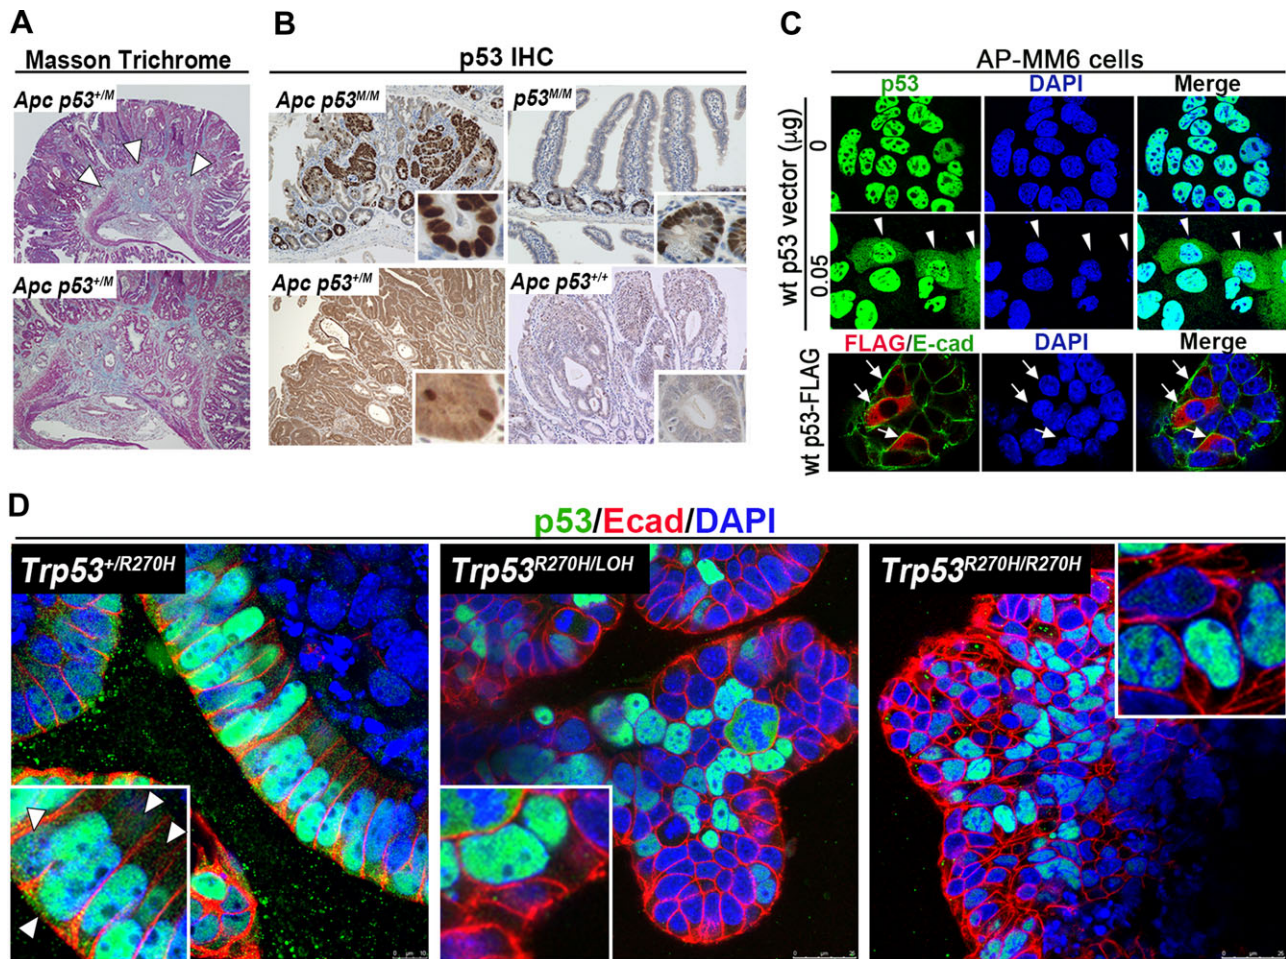 A
Masson Trichrome
Apc p53+/M
Apc p53+/M
B
p53 IHC
Apc p53M/M
p53M/M
Apc p53+/M
Apc p53+/+
C
AP-MM6 cells
p53 DAPI Merge
wt p53 vector (μg)
0
0.05
FLAG/E-cad DAPI Merge
wt p53-FLAG
D
p53/Ecad/DAPI
Trp53+/R270H
Trp53R270H/LOH
Trp53R270H/R270H